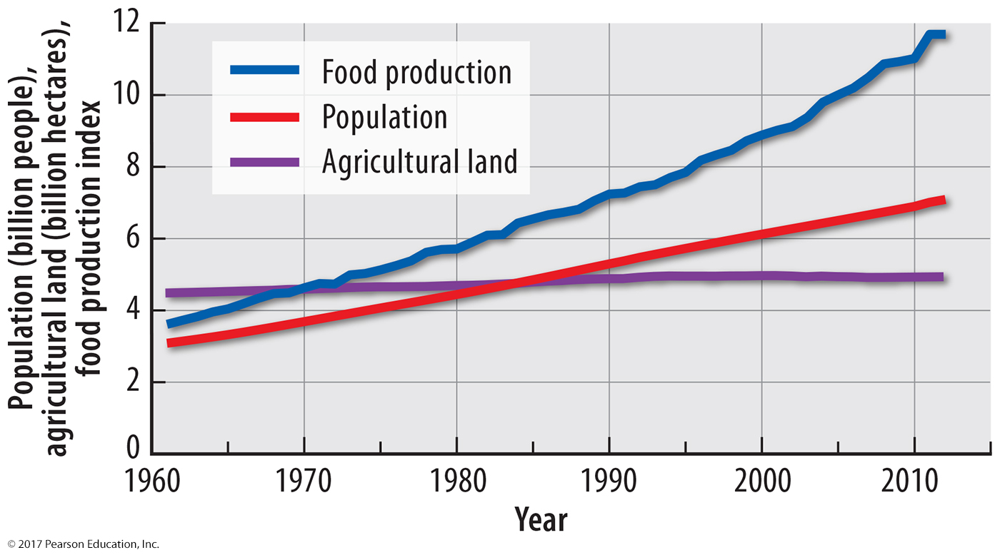 Population (billion people),
agricultural land (billion hectares),
food production index
12
10
8
6
4
2
0
Food production
Population
Agricultural land
1960 1970 1980 1990 2000 2010
Year
© 2017 Pearson Education, Inc.